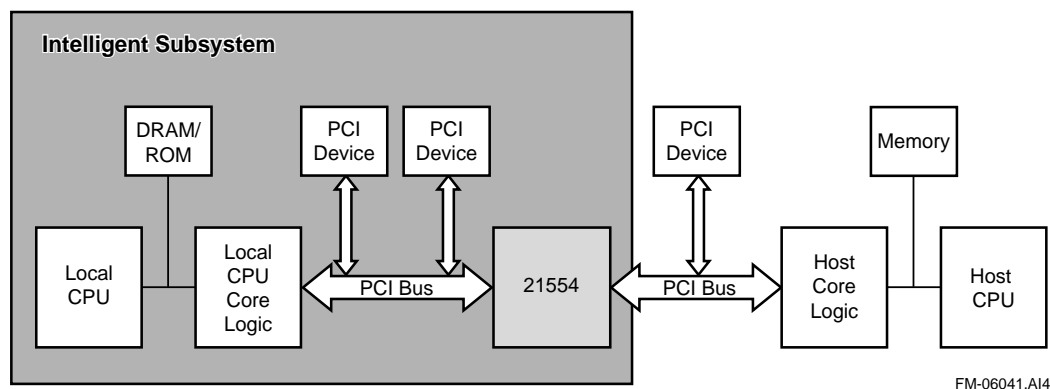 Intelligent Subsystem
DRAM/
ROM
PCI
Device
PCI
Device
PCI
Device
Memory
Local
CPU
Local
CPU
Core
Logic
PCI Bus
21554
PCI Bus
Host
Core
Logic
Host
CPU
FM-06041.AI4